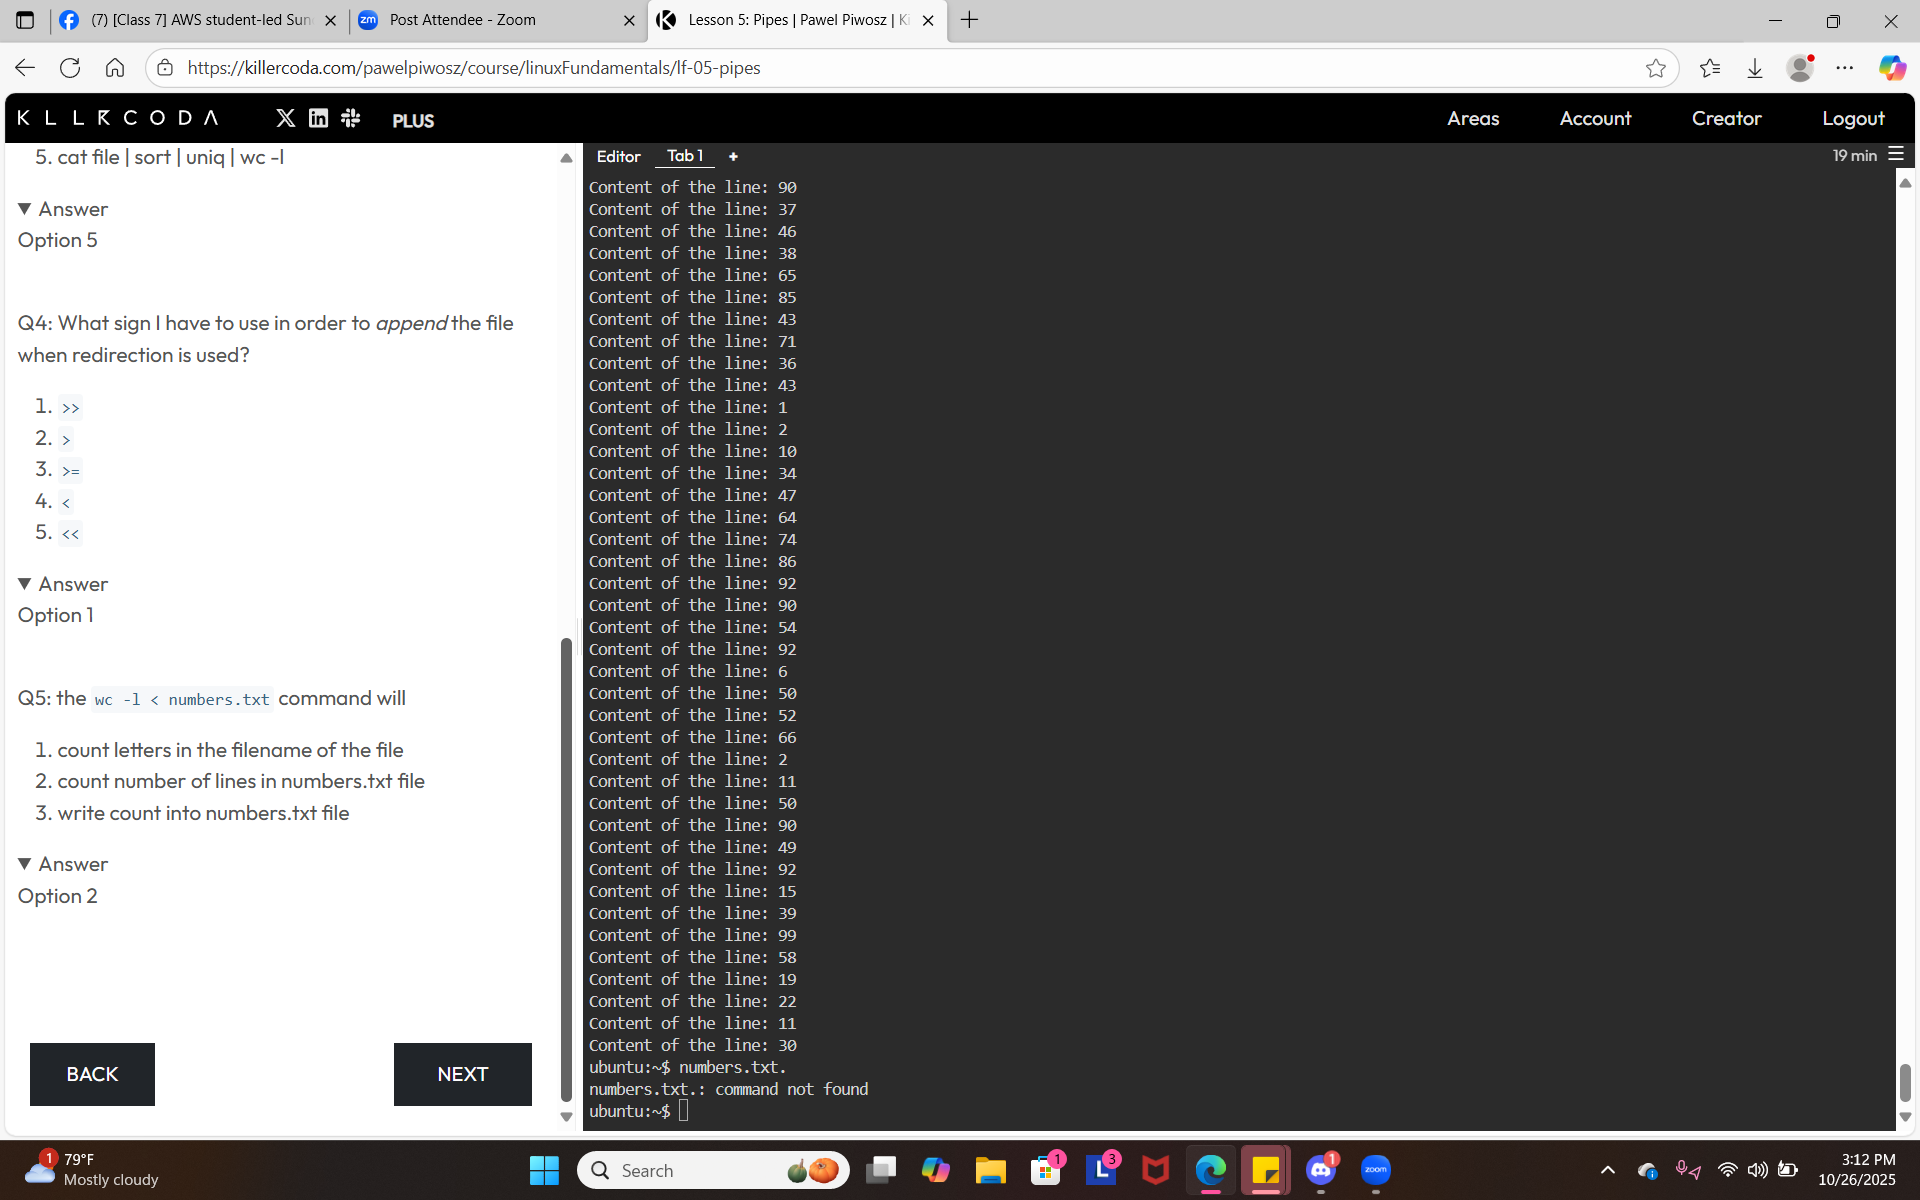 (7) [Class 7] AWS student-led Sun
Post Attendee - Zoom
Lesson 5: Pipes | Pawel Piwosz | Ki
https://killercoda.com/pawelpiwosz/course/linuxFundamentals/lf-05-pipes
KLLRCODA
PLUS
Areas
Account
Creator
Logout
5. cat file | sort | uniq | wc -l
Answer
Option 5
Q4: What sign I have to use in order to append the file
when redirection is used?
1. >>
2. >
3. >=
4. <
5. <<
Answer
Option 1
Q5: the wc -l < numbers.txt command will
1. count letters in the filename of the file
2. count number of lines in numbers.txt file
3. write count into numbers.txt file
Answer
Option 2
BACK
NEXT
Editor
Tab 1
+
19 min
Content of the line: 90
Content of the line: 37
Content of the line: 46
Content of the line: 38
Content of the line: 65
Content of the line: 85
Content of the line: 43
Content of the line: 71
Content of the line: 36
Content of the line: 43
Content of the line: 1
Content of the line: 2
Content of the line: 10
Content of the line: 34
Content of the line: 47
Content of the line: 64
Content of the line: 74
Content of the line: 86
Content of the line: 92
Content of the line: 90
Content of the line: 54
Content of the line: 92
Content of the line: 6
Content of the line: 50
Content of the line: 52
Content of the line: 66
Content of the line: 2
Content of the line: 11
Content of the line: 50
Content of the line: 90
Content of the line: 49
Content of the line: 92
Content of the line: 15
Content of the line: 39
Content of the line: 99
Content of the line: 58
Content of the line: 19
Content of the line: 22
Content of the line: 11
Content of the line: 30
ubuntu:~$ numbers.txt.
numbers.txt.: command not found
ubuntu:~$
1
79°F
Mostly cloudy
Search
1
L
3
1
zoom
3:12 PM
10/26/2025